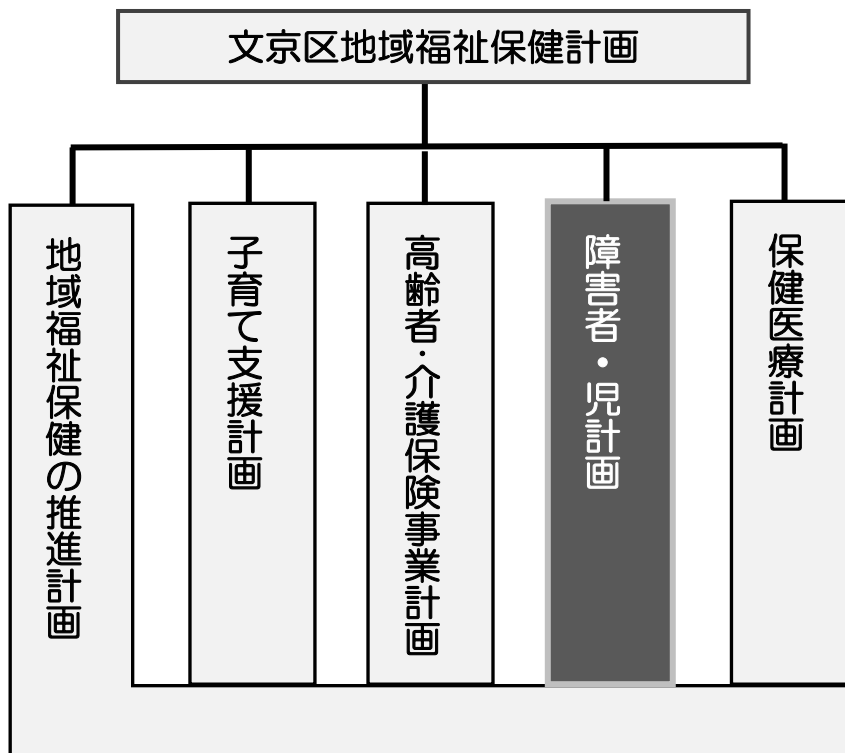 文京区地域福祉保健計画
地域福祉保健の推進計画
子育て支援計画
高齢者・介護保険事業計画
障害者・児計画
保健医療計画